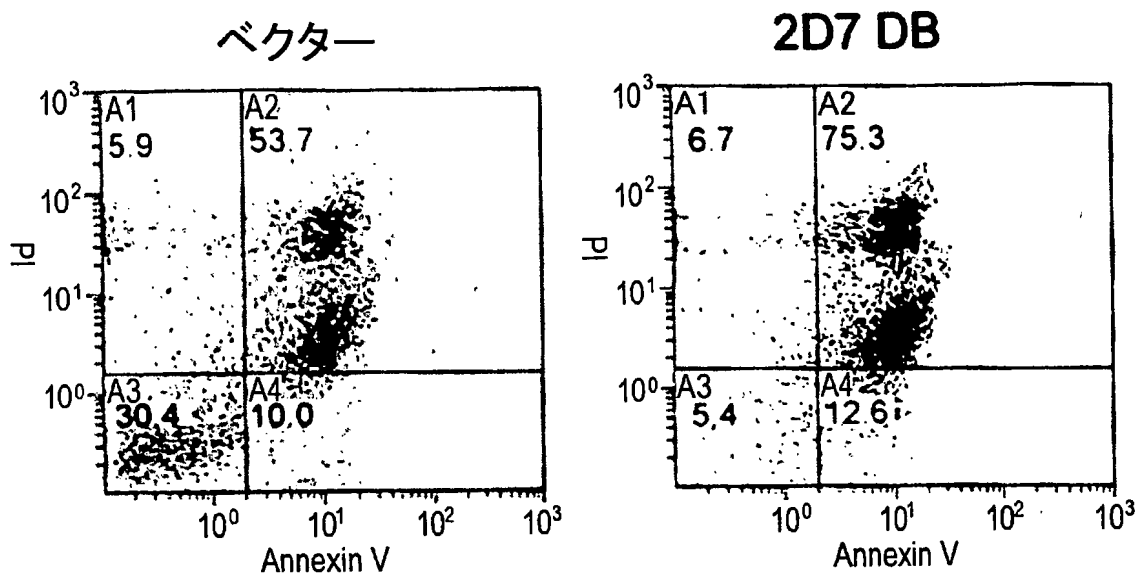 ベクター
10³
A1
5.9
A2
53.7
10²
PI
10¹
10⁰
A3
30.4
A4
10.0
10⁰
10¹
10²
10³
Annexin V
2D7 DB
10³
A1
6.7
A2
75.3
10²
PI
10¹
10⁰
A3
5.4
A4
12.6
10⁰
10¹
10²
10³
Annexin V